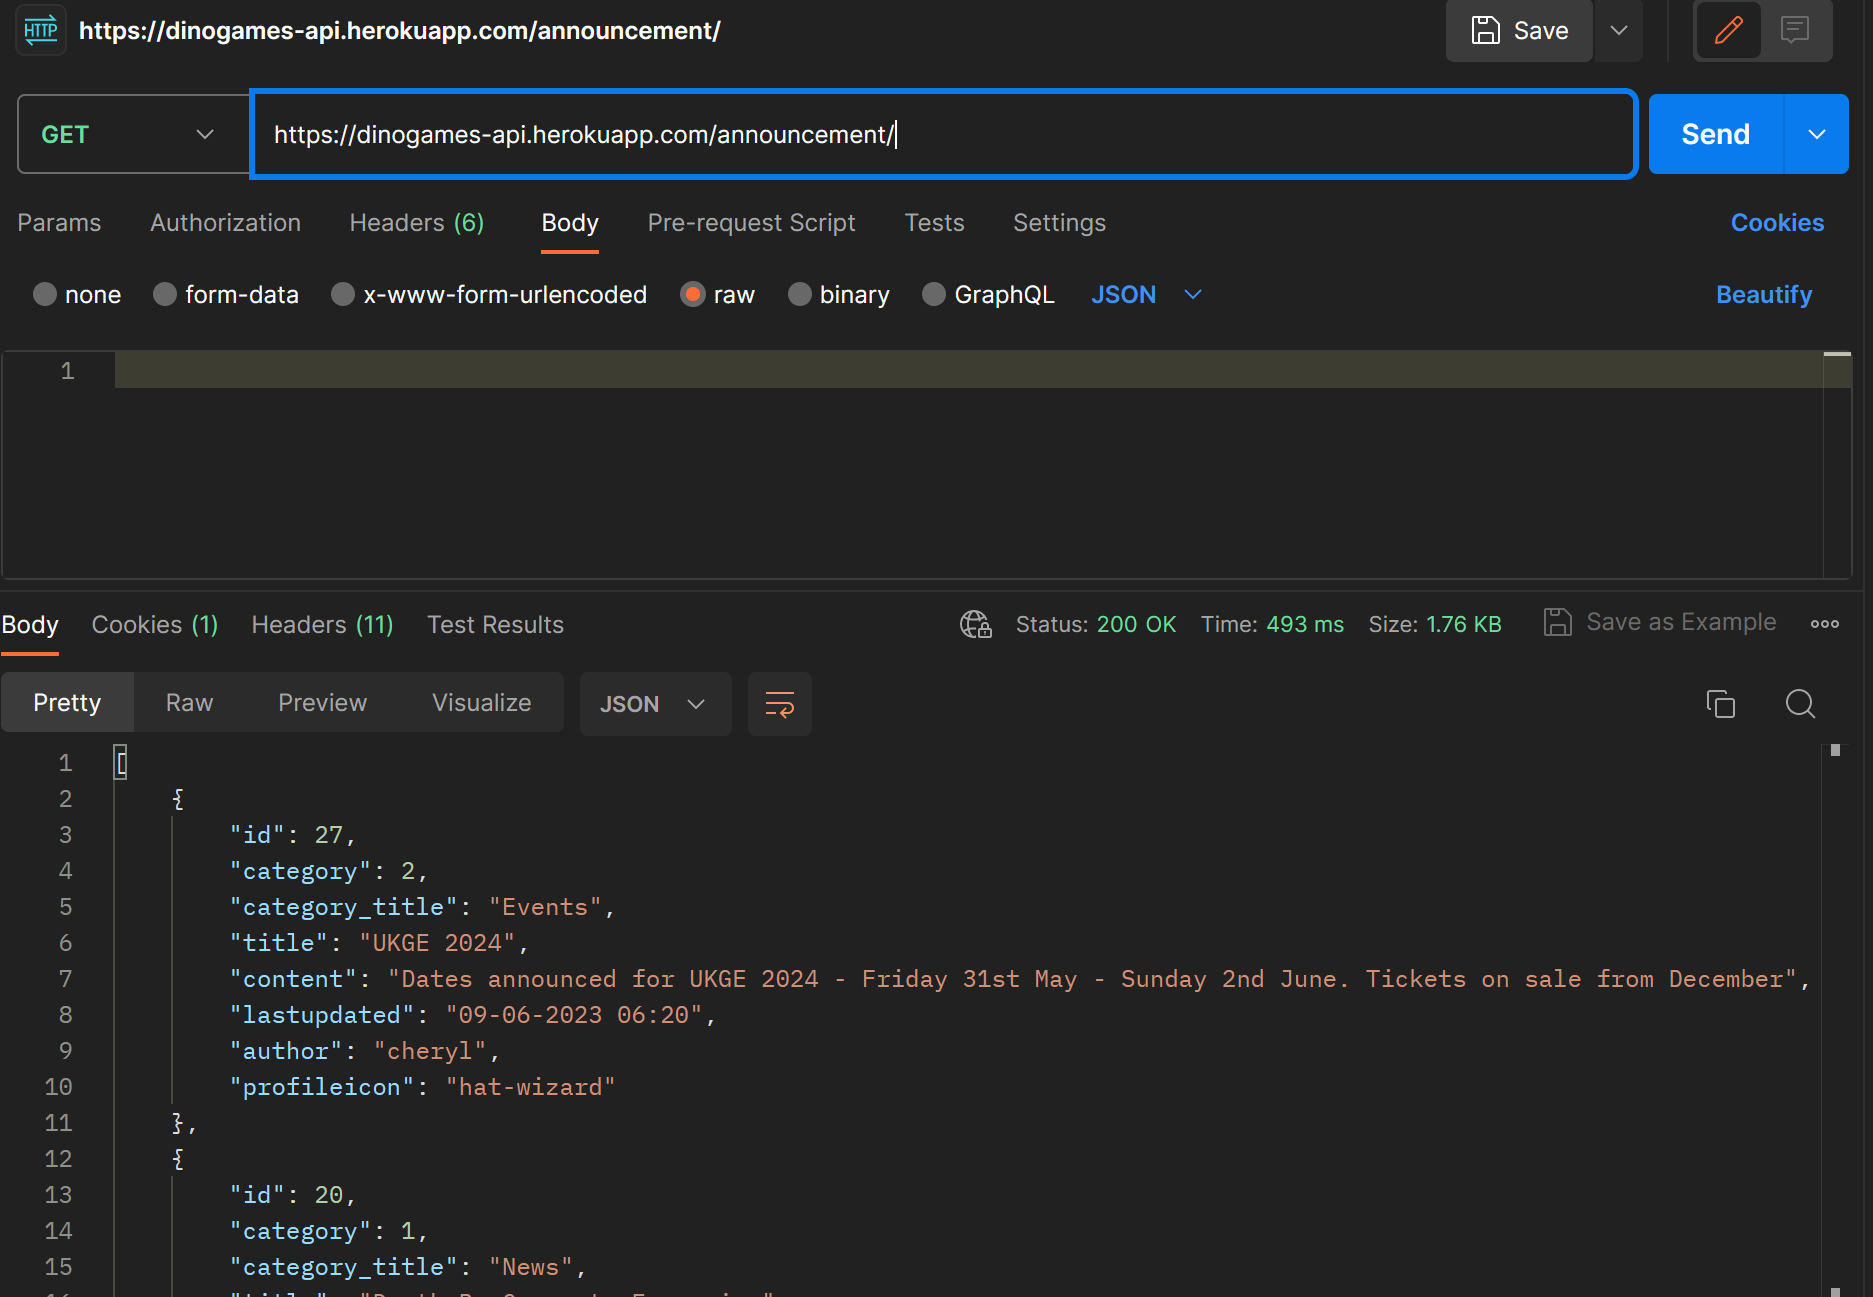 HTTP https://dinogames-api.herokuapp.com/announcement/ Save
GET https://dinogames-api.herokuapp.com/announcement/ Send
Params Authorization Headers (6) Body Pre-request Script Tests Settings Cookies
none form-data x-www-form-urlencoded raw binary GraphQL JSON Beautify
1
Body Cookies (1) Headers (11) Test Results Status: 200 OK Time: 493 ms Size: 1.76 KB Save as Example
Pretty Raw Preview Visualize JSON
1 [
2 {
3 "id": 27,
4 "category": 2,
5 "category_title": "Events",
6 "title": "UKGE 2024",
7 "content": "Dates announced for UKGE 2024 - Friday 31st May - Sunday 2nd June. Tickets on sale from December",
8 "lastupdated": "09-06-2023 06:20",
9 "author": "cheryl",
10 "profileicon": "hat-wizard"
11 },
12 {
13 "id": 20,
14 "category": 1,
15 "category_title": "News",